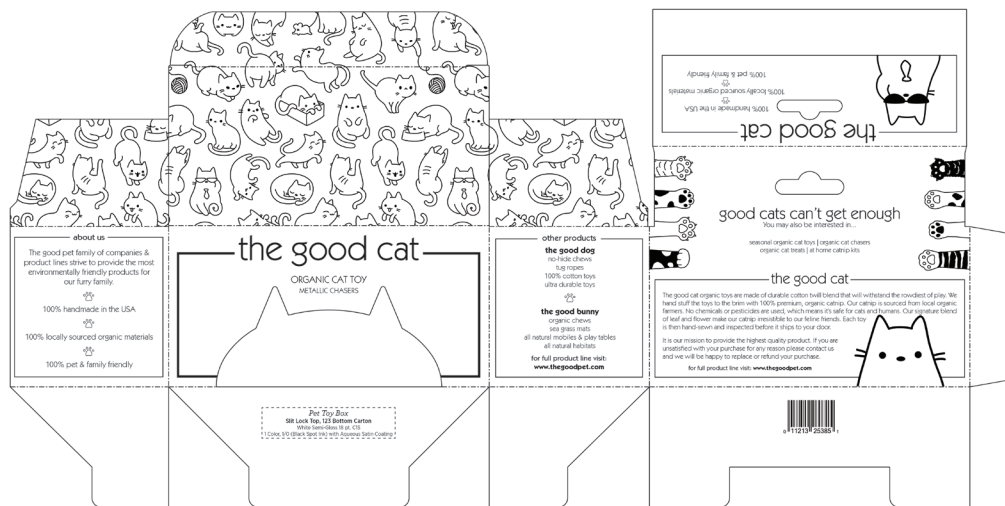 100% pet & family friendly
100% locally sourced organic materials
100% handmade in the USA
the good cat
good cats can't get enough
You may also be interested in...
seasonal organic cat toys | organic cat chasers
organic cat treats | at home catnip kits
about us
The good pet family of companies &
product lines strive to provide the most
environmentally friendly products for
our furry family.
100% handmade in the USA
100% locally sourced organic materials
100% pet & family friendly
the good cat
ORGANIC CAT TOY
METALLIC CHASERS
other products
the good dog
no-hide chews
tug ropes
100% cotton toys
ultra durable toys
the good bunny
organic chews
sea grass mats
all natural mobiles & play tables
all natural habitats
for full product line visit:
www.thegoodpet.com
the good cat
The good cat organic toys are made of durable cotton twill blend that will withstand the rowdiest of play. We
hand stuff the toys to the brim with 100% premium, organic catnip. Our catnip is sourced from local organic
farmers. No chemicals or pesticides are used, which means it's safe for cats and humans. Our signature blend
of leaf and flower make our catnip irresistible to our feline friends. Each toy
is then hand-sewn and inspected before it ships to your door.
It is our mission to provide the highest quality product. If you are
unsatisfied with your purchase for any reason please contact us
and we will be happy to replace or refund your purchase.
for full product line visit: www.thegoodpet.com
Pet Toy Box
Slit Lock Top, 123 Bottom Carton
White Semi-Gloss 18 pt. C1S
1 Color, 1/0 (Black Spot Ink) with Aqueous Satin Coating
0 11213 25385 1